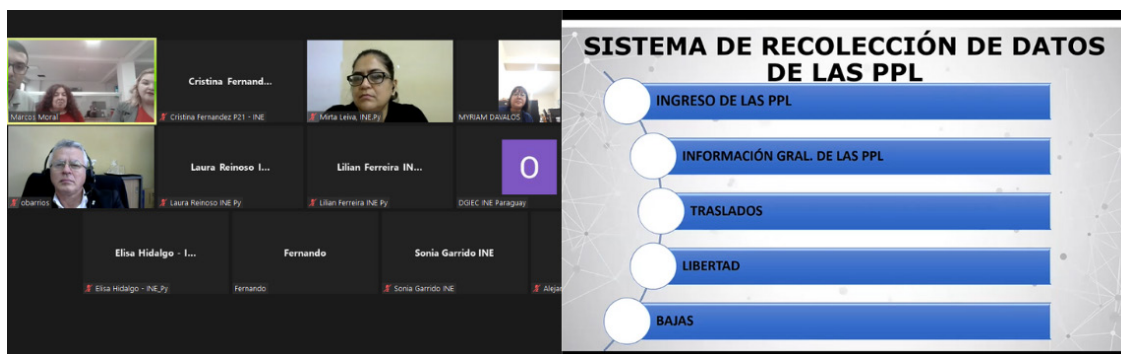 Marcos Moral
Cristina Fernand...
Cristina Fernandez P21 - INE
Mirta Leiva, INE.Py
MYRIAM DAVALOS
obarrios
Laura Reinoso I...
Laura Reinoso INE Py
Lilian Ferreira IN...
Lilian Ferreira INE Py
O
DGIEC INE Paraguay
Elisa Hidalgo - I...
Elisa Hidalgo - INE_Py
Fernando
Fernando
Sonia Garrido INE
Sonia Garrido INE
Alejan
SISTEMA DE RECOLECCIÓN DE DATOS
DE LAS PPL
INGRESO DE LAS PPL
INFORMACIÓN GRAL. DE LAS PPL
TRASLADOS
LIBERTAD
BAJAS